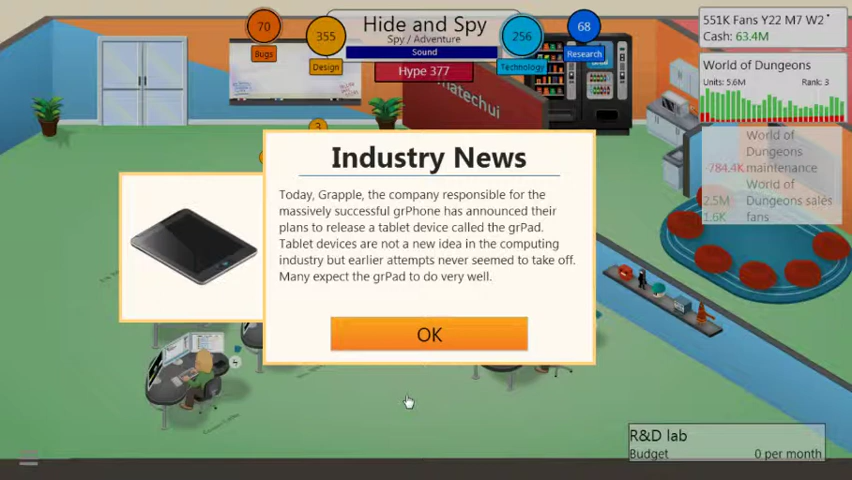 70
Bugs
355
Design
Hide and Spy
Spy / Adventure
Sound
Hype 377
256
Technology
68
Research
551K Fans Y22 M7 W2
Cash: 63.4M
World of Dungeons
Units: 5.6M Rank: 3
World of
Dungeons
-784.4K maintenance
World of
2.5M Dungeons sales
1.6K fans
natechui
3
Industry News
Today, Grapple, the company responsible for the
massively successful grPhone has announced their
plans to release a tablet device called the grPad.
Tablet devices are not a new idea in the computing
industry but earlier attempts never seemed to take off.
Many expect the grPad to do very well.
OK
R&D lab
Budget 0 per month